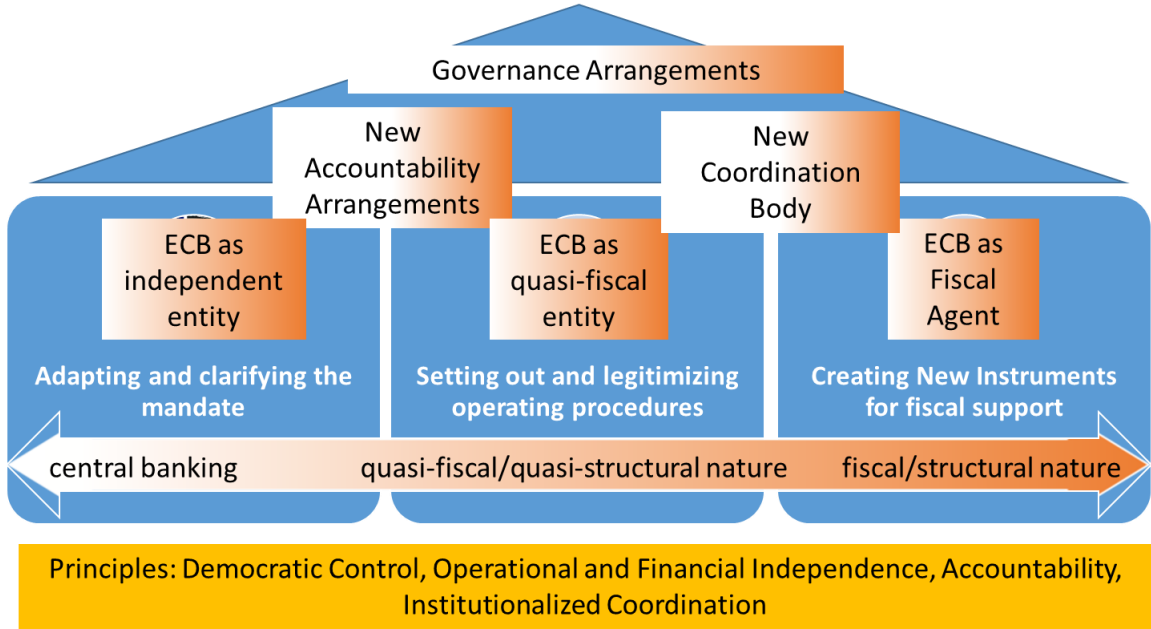 Governance Arrangements
New
Accountability
Arrangements
New
Coordination
Body
ECB as
independent
entity
ECB as
quasi-fiscal
entity
ECB as
Fiscal
Agent
Adapting and clarifying the
mandate
Setting out and legitimizing
operating procedures
Creating New Instruments
for fiscal support
central banking
quasi-fiscal/quasi-structural nature
fiscal/structural nature
Principles: Democratic Control, Operational and Financial Independence, Accountability,
Institutionalized Coordination